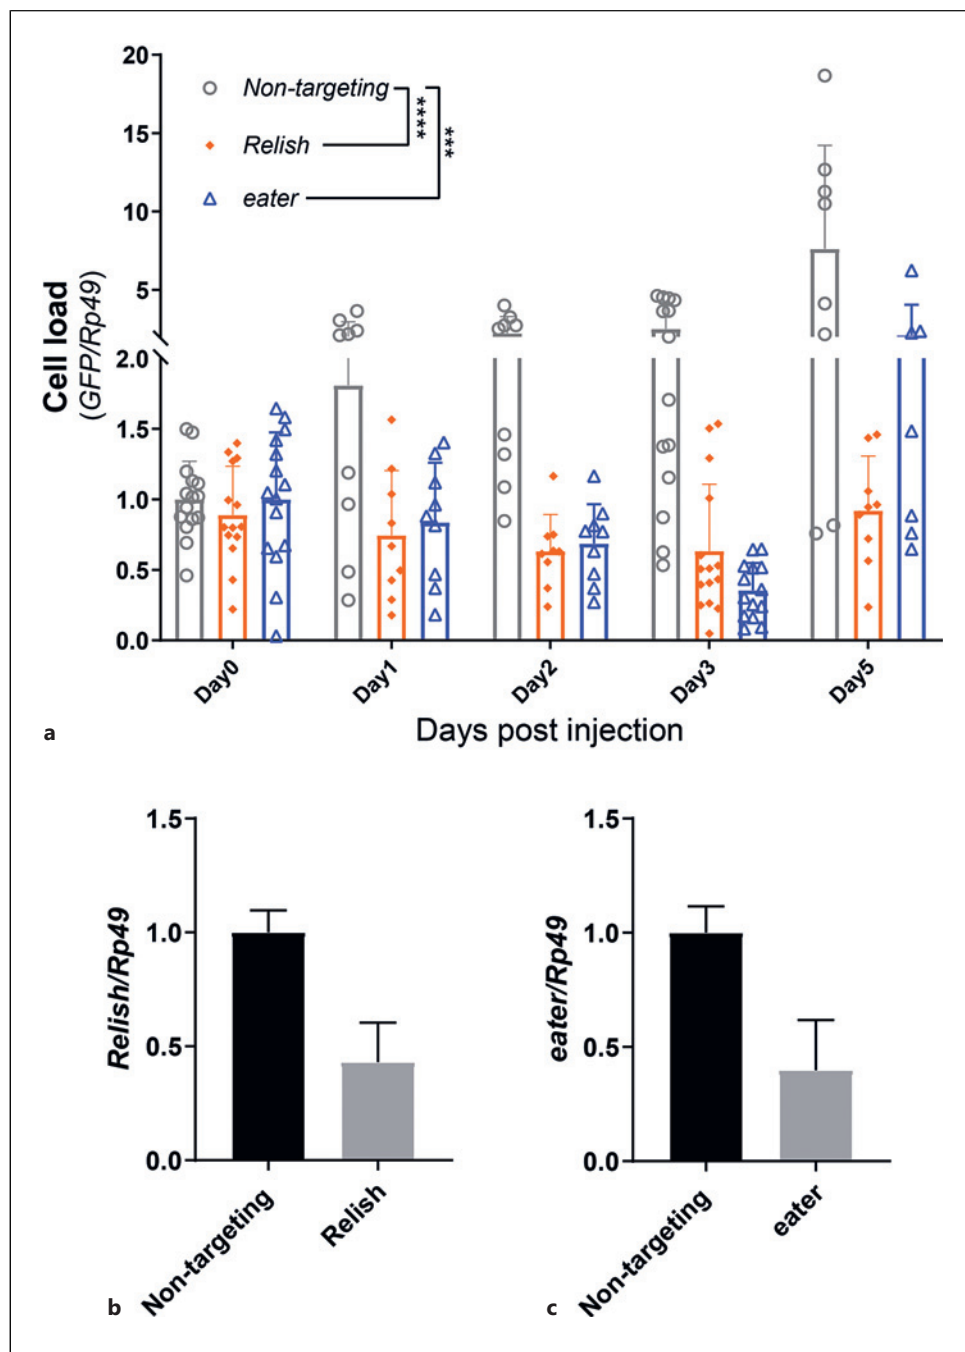 20
15
10
5
2.0
1.5
1.0
0.5
0.0
Cell load
(GFP/Rp49)
Non-targeting
Relish
eater
****
***
Day0
Day1
Day2
Day3
Day5
Days post injection
a
1.5
1.0
0.5
0.0
Relish/Rp49
Non-targeting
Relish
b
1.5
1.0
0.5
0.0
eater/Rp49
Non-targeting
eater
c